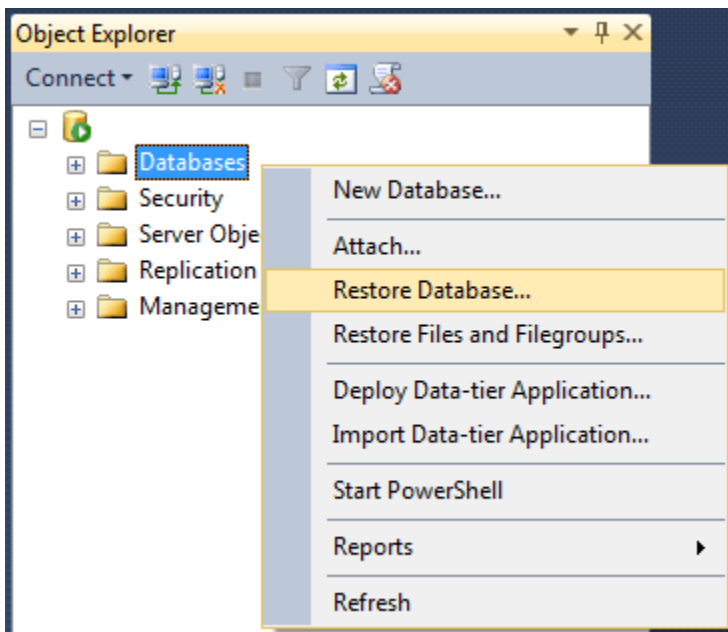 Object Explorer
Connect
Databases
Security
Server Obje
Replication
Manageme
New Database...
Attach...
Restore Database...
Restore Files and Filegroups...
Deploy Data-tier Application...
Import Data-tier Application...
Start PowerShell
Reports
Refresh